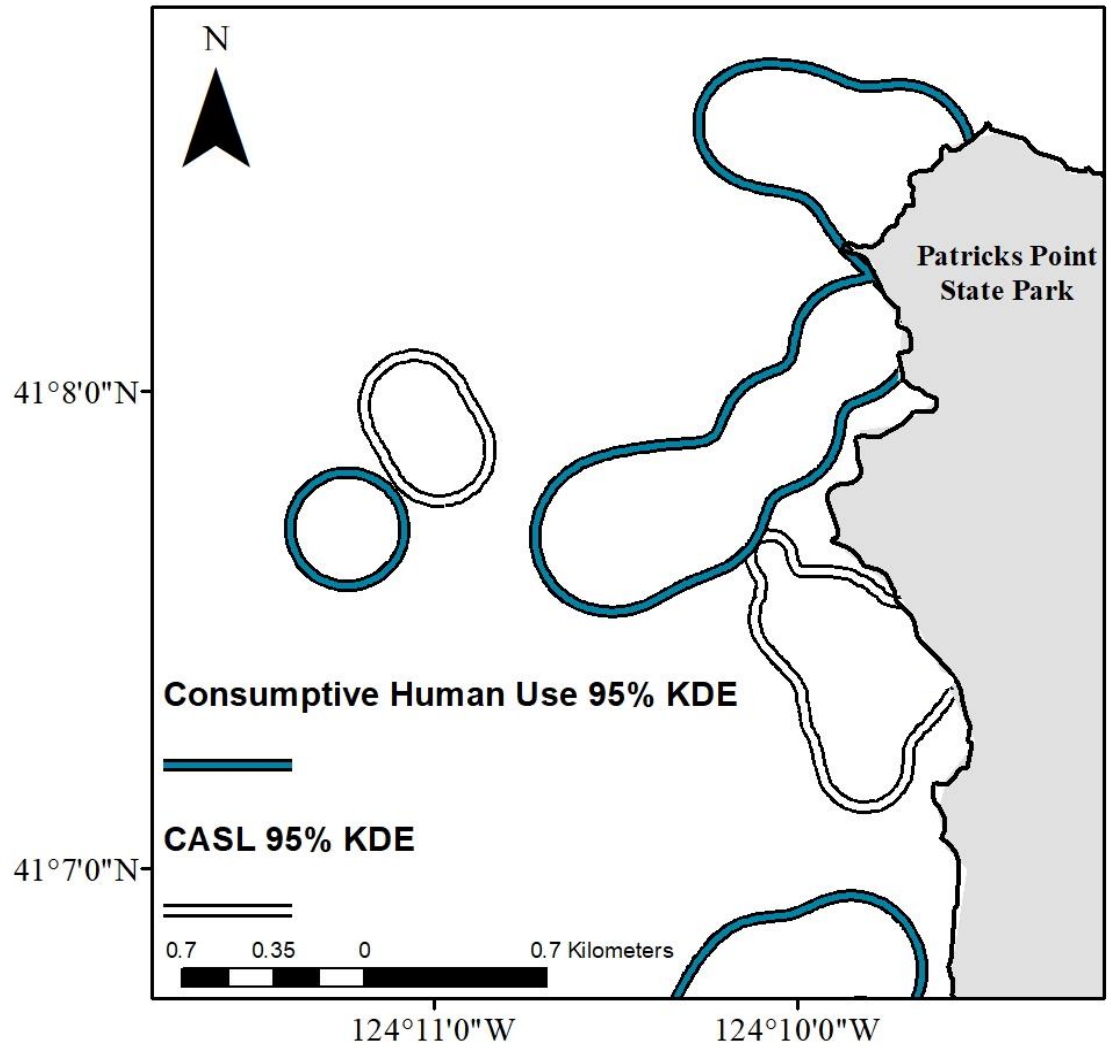 N
Patricks Point
State Park
41°8'0"N
Consumptive Human Use 95% KDE
CASL 95% KDE
41°7'0"N
0.7 0.35 0 0.7 Kilometers
124°11'0"W 124°10'0"W